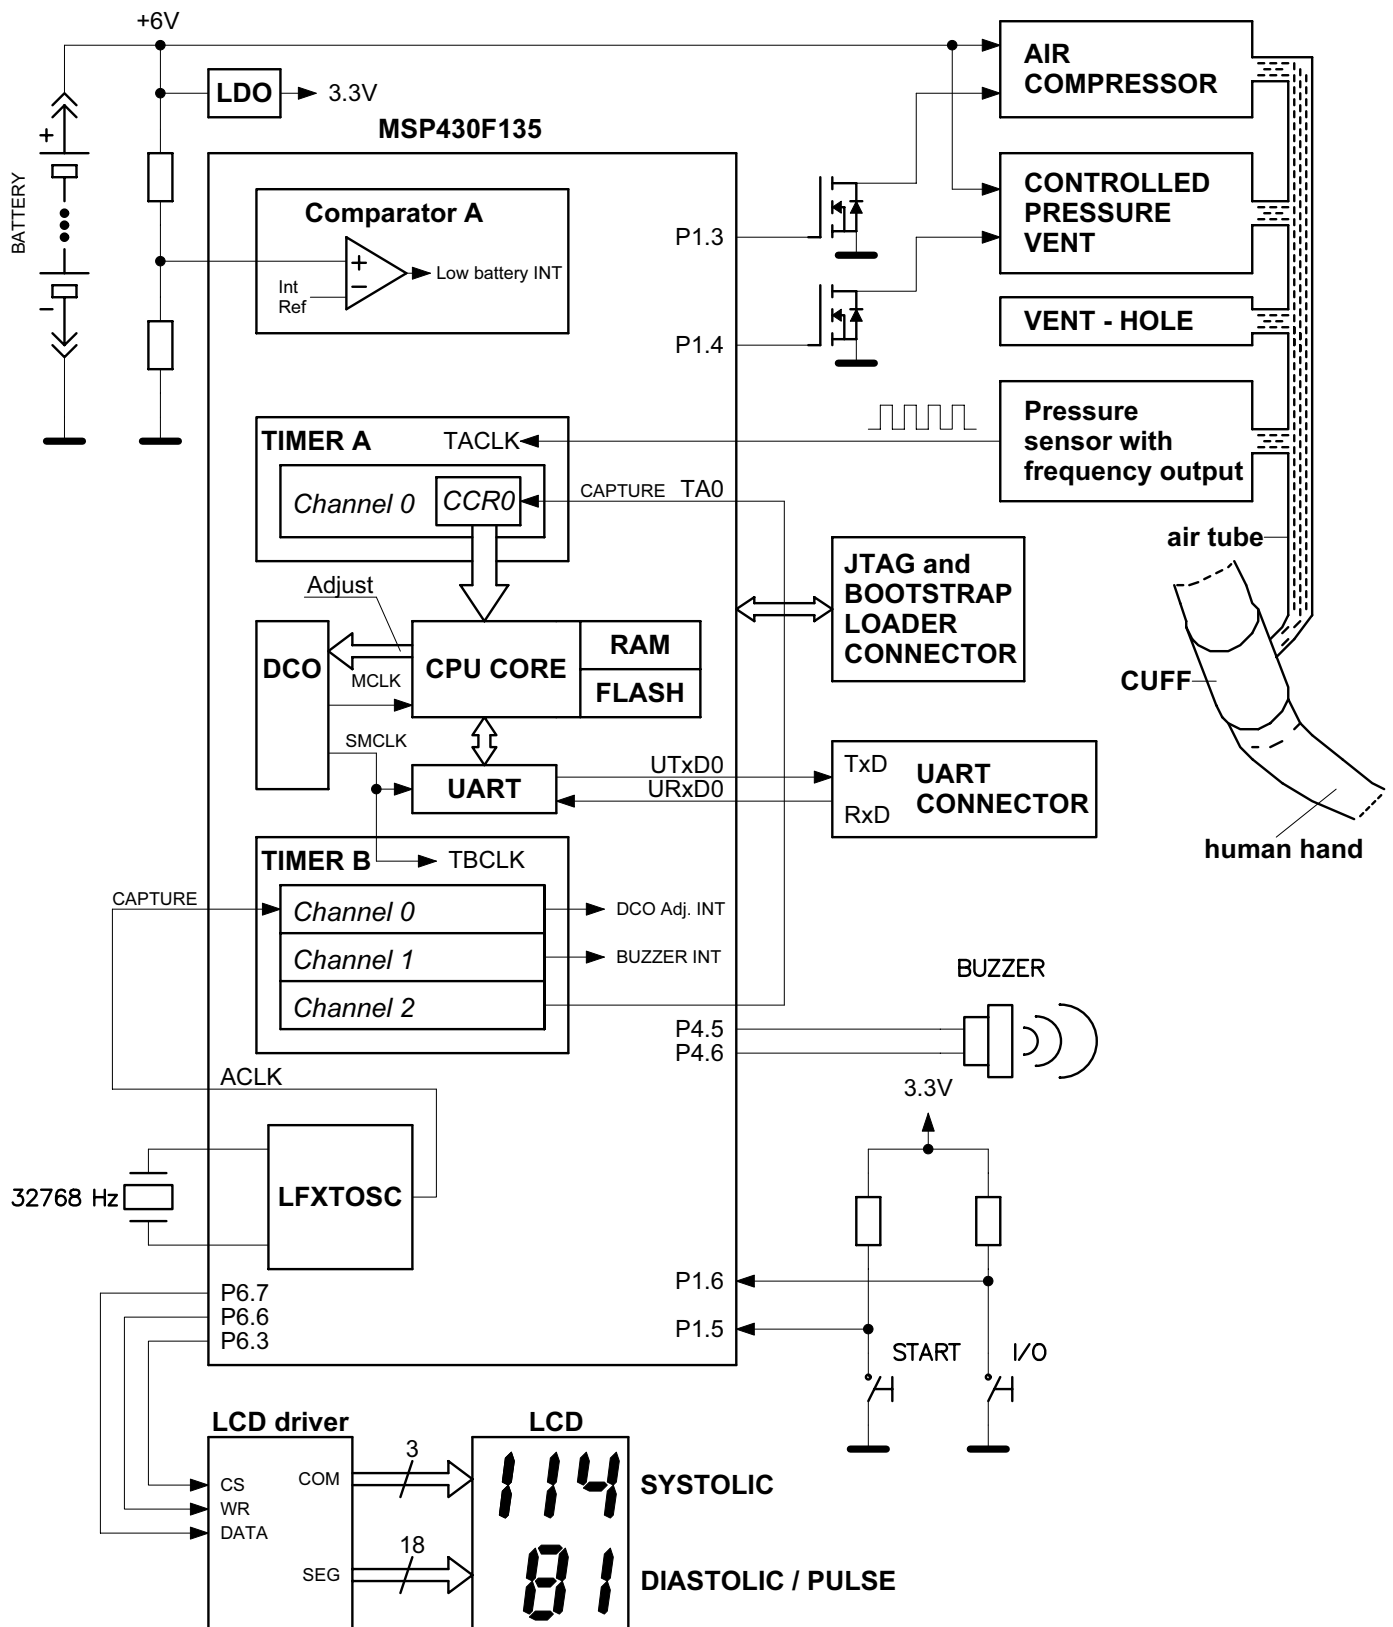 +6V
LDO
3.3V
MSP430F135
AIR
COMPRESSOR
+
BATTERY
−
Comparator A
+
−
Int
Ref
Low battery INT
P1.3
P1.4
CONTROLLED
PRESSURE
VENT
VENT - HOLE
Pressure
sensor with
frequency output
TIMER A
TACLK
Channel 0
CCR0
CAPTURE
TA0
air tube
JTAG and
BOOTSTRAP
LOADER
CONNECTOR
Adjust
DCO
CPU CORE
RAM
FLASH
MCLK
SMCLK
CUFF
UART
UTxD0
URxD0
TxD
RxD
UART
CONNECTOR
human hand
TIMER B
TBCLK
CAPTURE
Channel 0
DCO Adj. INT
Channel 1
BUZZER INT
Channel 2
BUZZER
P4.5
P4.6
ACLK
3.3V
32768 Hz
LFXTOSC
P6.7
P6.6
P6.3
P1.6
P1.5
START
I/O
LCD driver
LCD
CS
WR
DATA
COM
3
SEG
18
114
SYSTOLIC
81
DIASTOLIC / PULSE